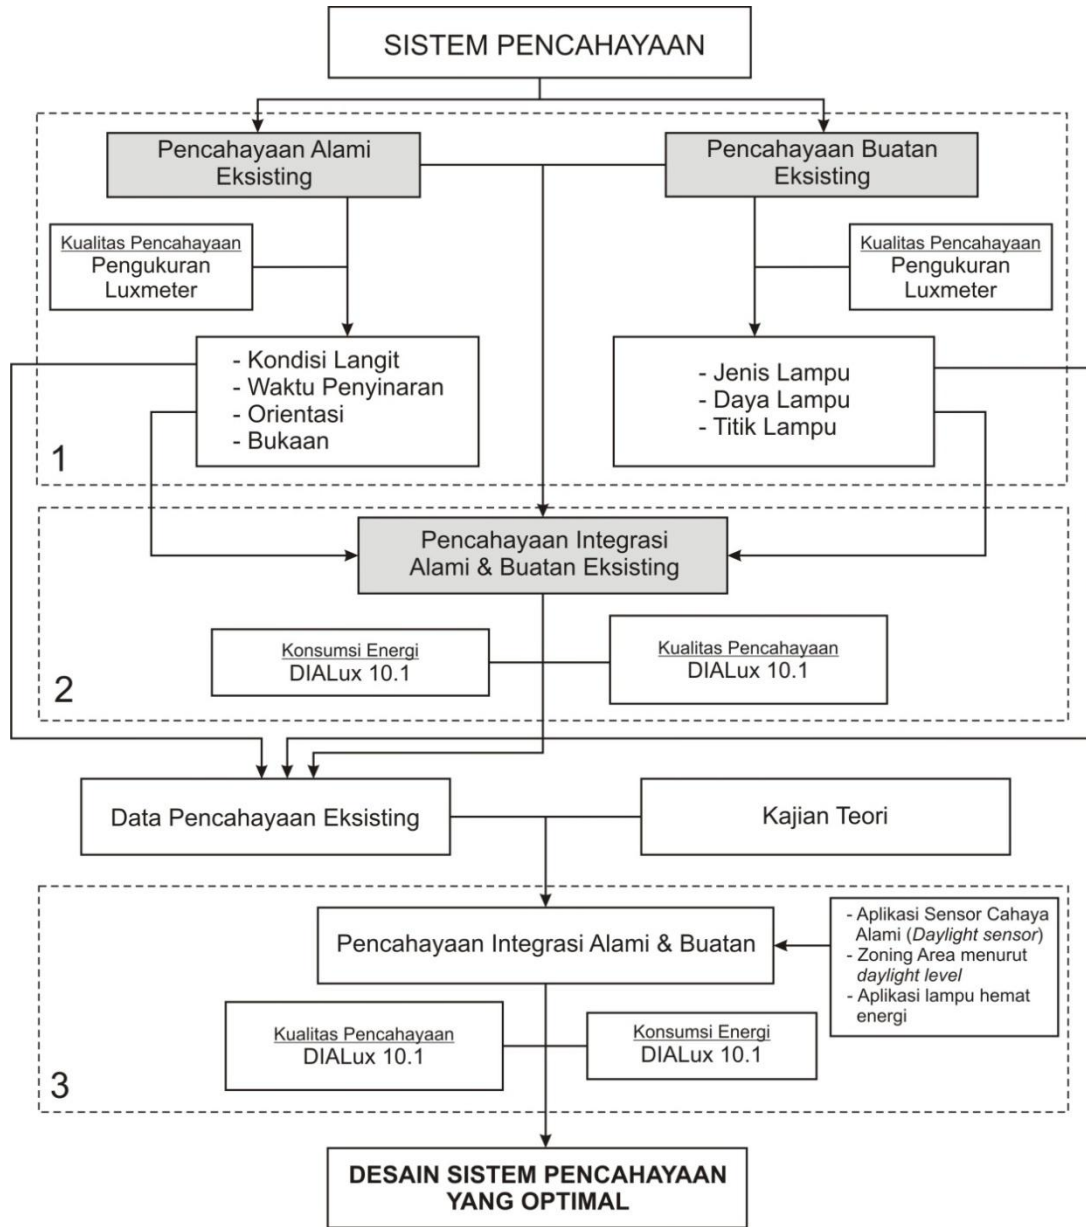 SISTEM PENCAHAYAAN
Pencahayaan Alami
Eksisting
Pencahayaan Buatan
Eksisting
Kualitas Pencahayaan
Pengukuran
Luxmeter
Kualitas Pencahayaan
Pengukuran
Luxmeter
- Kondisi Langit
- Waktu Penyinaran
- Orientasi
- Bukaan
- Jenis Lampu
- Daya Lampu
- Titik Lampu
1
Pencahayaan Integrasi
Alami & Buatan Eksisting
Konsumsi Energi
DIALux 10.1
Kualitas Pencahayaan
DIALux 10.1
2
Data Pencahayaan Eksisting
Kajian Teori
Pencahayaan Integrasi Alami & Buatan
- Aplikasi Sensor Cahaya
Alami (Daylight sensor)
- Zoning Area menurut
daylight level
- Aplikasi lampu hemat
energi
Kualitas Pencahayaan
DIALux 10.1
Konsumsi Energi
DIALux 10.1
3
DESAIN SISTEM PENCAHAYAAN
YANG OPTIMAL